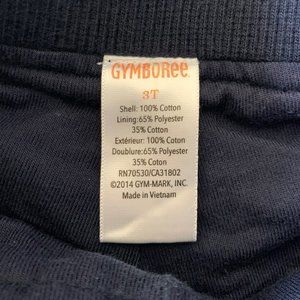 GYMBOREE
3T
Shell: 100% Cotton
Lining:65% Polyester
35% Cotton
Extérieur: 100% Coton
Doublure:65% Polyester
35% Coton
RN70530/CA31802
©2014 GYM-MARK, INC.
Made in Vietnam